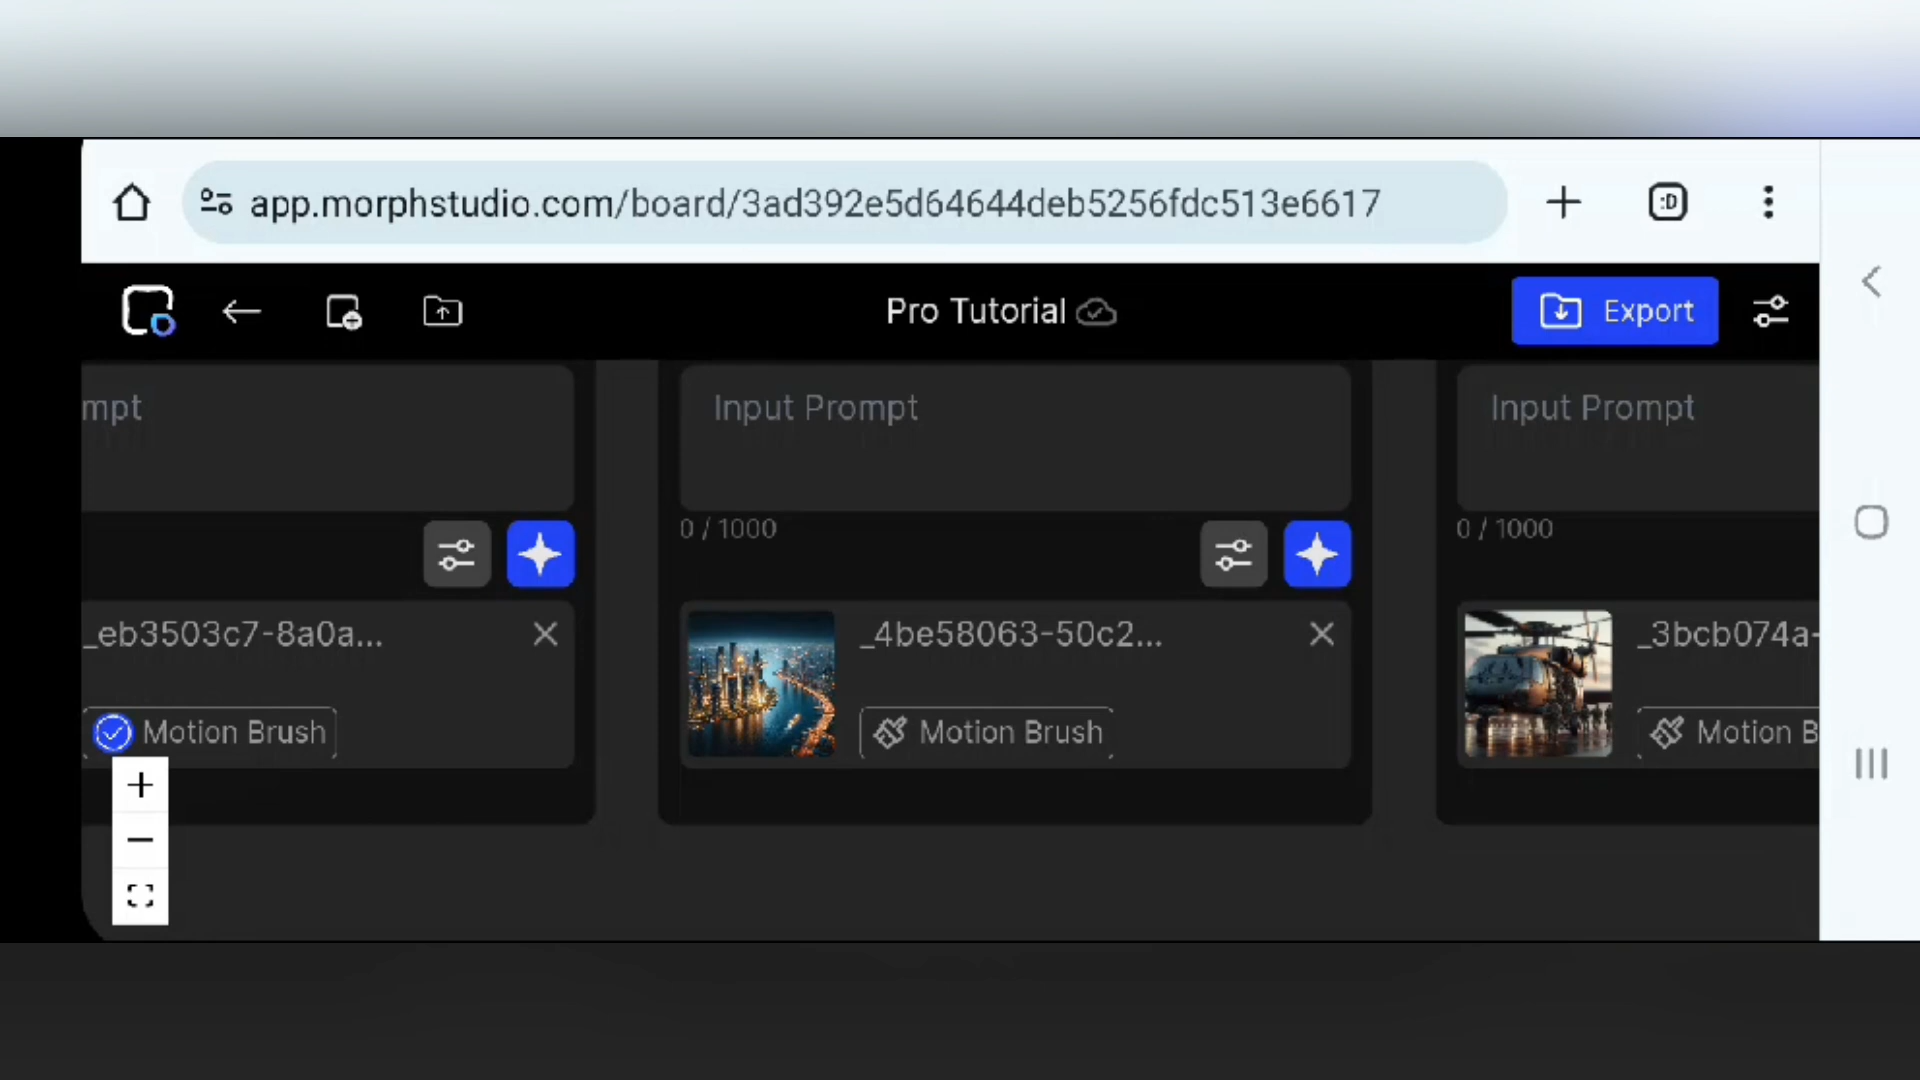 app.morphstudio.com/board/3ad392e5d64644deb5256fdc513e6617
:D
Pro Tutorial
Export
mpt
Input Prompt
Input Prompt
0 / 1000
0 / 1000
_eb3503c7-8a0a...
_4be58063-50c2...
_3bcb074a-
Motion Brush
Motion Brush
Motion B